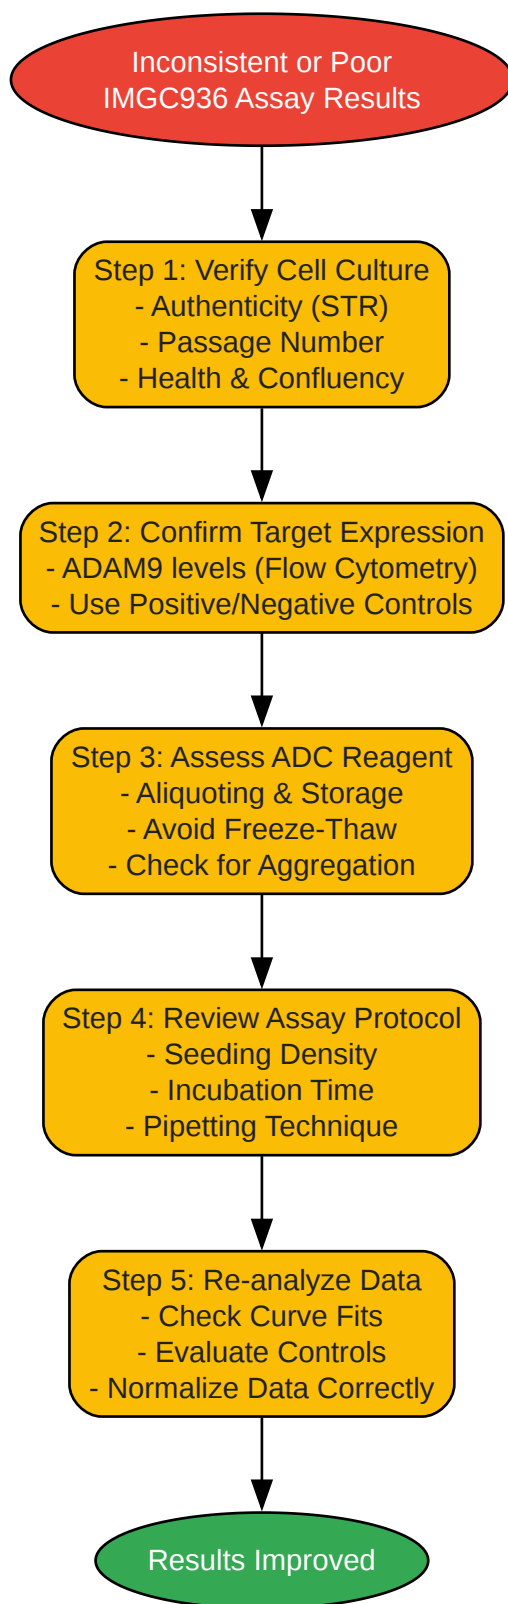 Inconsistent or Poor
IMGC936 Assay Results
Step 1: Verify Cell Culture
- Authenticity (STR)
- Passage Number
- Health & Confluency
Step 2: Confirm Target Expression
- ADAM9 levels (Flow Cytometry)
- Use Positive/Negative Controls
Step 3: Assess ADC Reagent
- Aliquoting & Storage
- Avoid Freeze-Thaw
- Check for Aggregation
Step 4: Review Assay Protocol
- Seeding Density
- Incubation Time
- Pipetting Technique
Step 5: Re-analyze Data
- Check Curve Fits
- Evaluate Controls
- Normalize Data Correctly
Results Improved